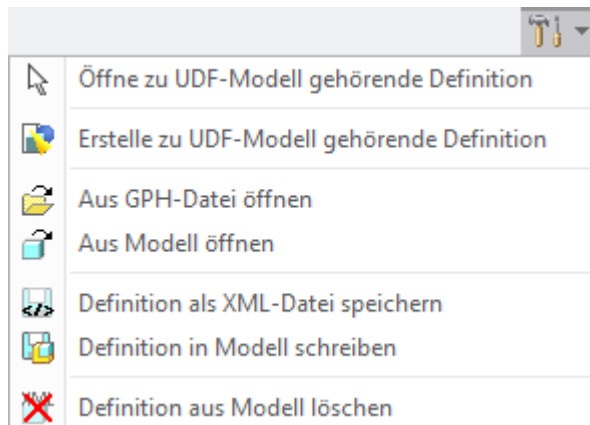 Öffne zu UDF-Modell gehörende Definition
Erstelle zu UDF-Modell gehörende Definition
Aus GPH-Datei öffnen
Aus Modell öffnen
Definition als XML-Datei speichern
Definition in Modell schreiben
Definition aus Modell löschen